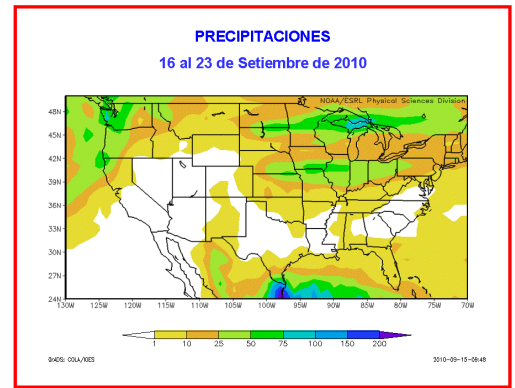 PRECIPITACIONES
16 al 23 de Setiembre de 2010
NOAA/ESRL Physical Sciences Division
48N
45N
42N
39N
36N
33N
30N
27N
24N
130W 125W 120W 115W 110W 105W 100W 95W 90W 85W 80W 75W 70W
1 10 25 50 75 100 150 200
GrADS: COLA/IGES
2010-09-15-09:48